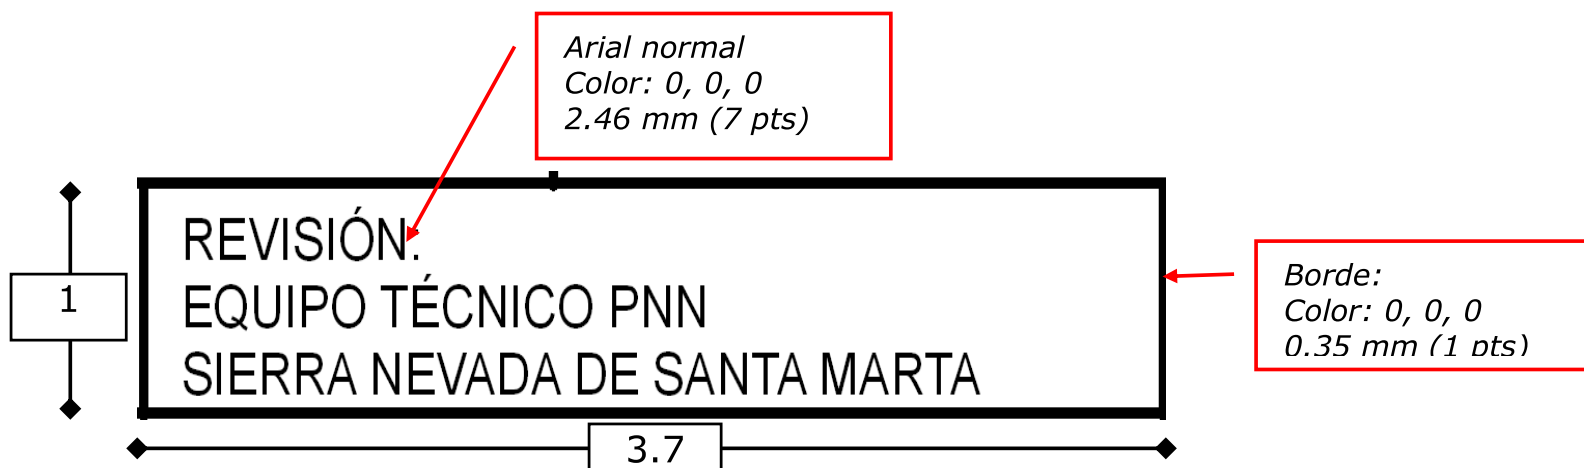 Arial normal
Color: 0, 0, 0
2.46 mm (7 pts)
REVISIÓN:
EQUIPO TÉCNICO PNN
SIERRA NEVADA DE SANTA MARTA
1
Borde:
Color: 0, 0, 0
0.35 mm (1 pts)
3.7